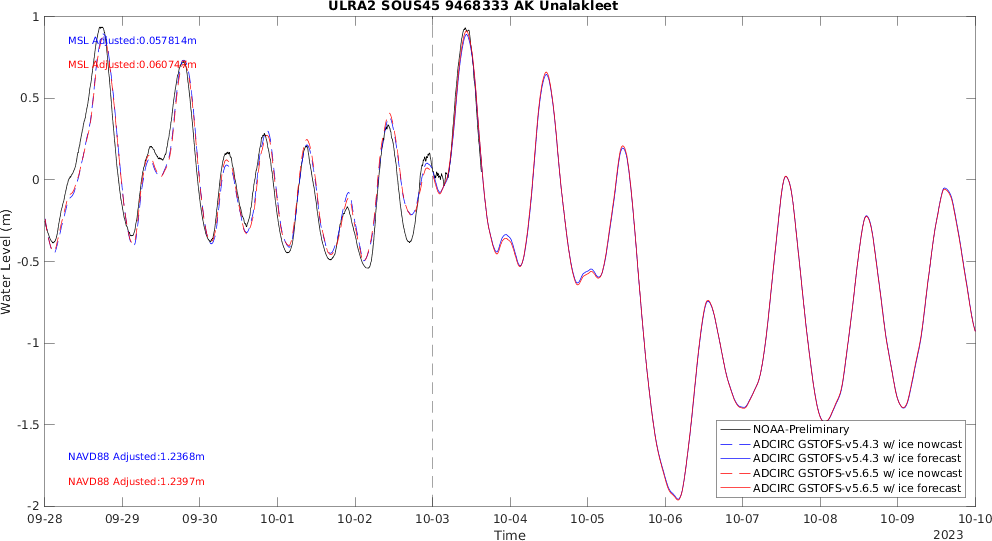 ULRA2 SOUS45 9468333 AK Unalakleet
MSL Adjusted:0.057814m
MSL Adjusted:0.060747m
1
0.5
0
-0.5
-1
-1.5
-2
Water Level (m)
NAVD88 Adjusted:1.2368m
NAVD88 Adjusted:1.2397m
NOAA-Preliminary
ADCIRC GSTOFS-v5.4.3 w/ ice nowcast
ADCIRC GSTOFS-v5.4.3 w/ ice forecast
ADCIRC GSTOFS-v5.6.5 w/ ice nowcast
ADCIRC GSTOFS-v5.6.5 w/ ice forecast
09-28 09-29 09-30 10-01 10-02 10-03 10-04 10-05 10-06 10-07 10-08 10-09 10-10
Time
2023